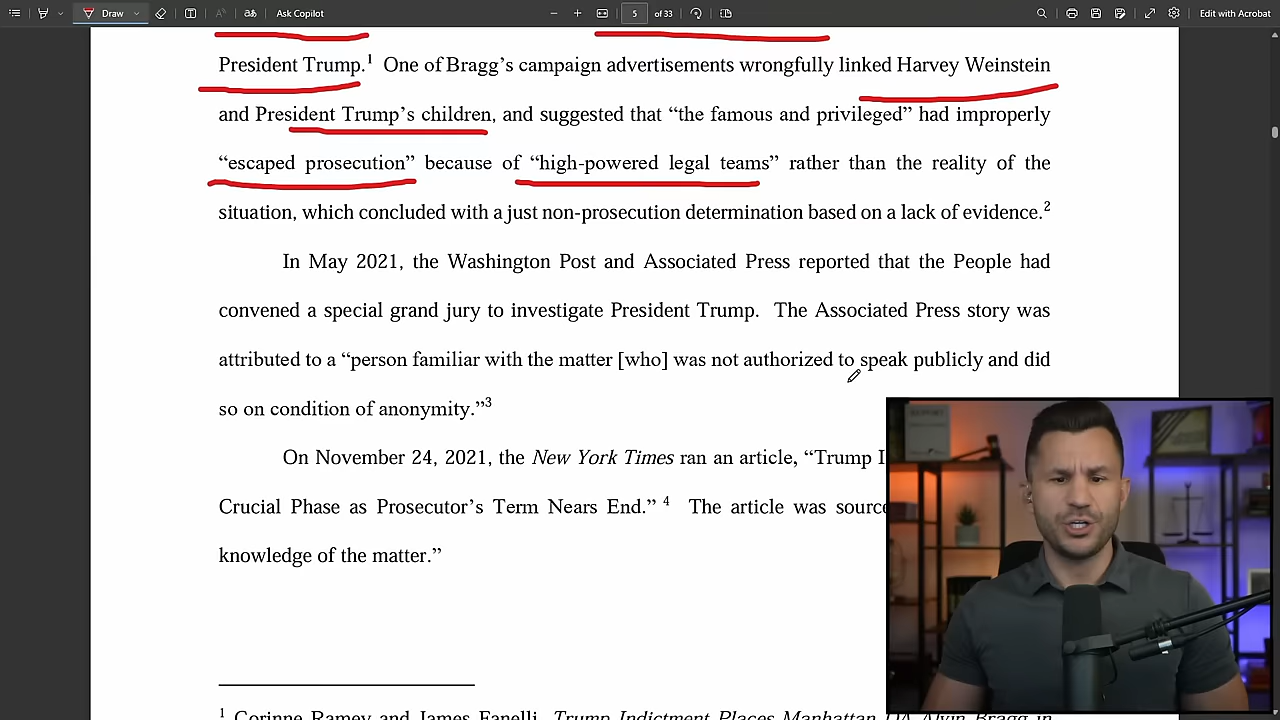 Draw
Ask Copilot
5
of 33
Edit with Acrobat
President Trump.1 One of Bragg’s campaign advertisements wrongfully linked Harvey Weinstein
and President Trump’s children, and suggested that “the famous and privileged” had improperly
“escaped prosecution” because of “high-powered legal teams” rather than the reality of the
situation, which concluded with a just non-prosecution determination based on a lack of evidence.2
In May 2021, the Washington Post and Associated Press reported that the People had
convened a special grand jury to investigate President Trump. The Associated Press story was
attributed to a “person familiar with the matter [who] was not authorized to speak publicly and did
so on condition of anonymity.”3
On November 24, 2021, the New York Times ran an article, “Trump
Crucial Phase as Prosecutor’s Term Nears End.” 4 The article was
knowledge of the matter.”
1 Corinne Ramey and James Fanelli, Trump Indictment Places Manhattan DA Alvin Bragg in